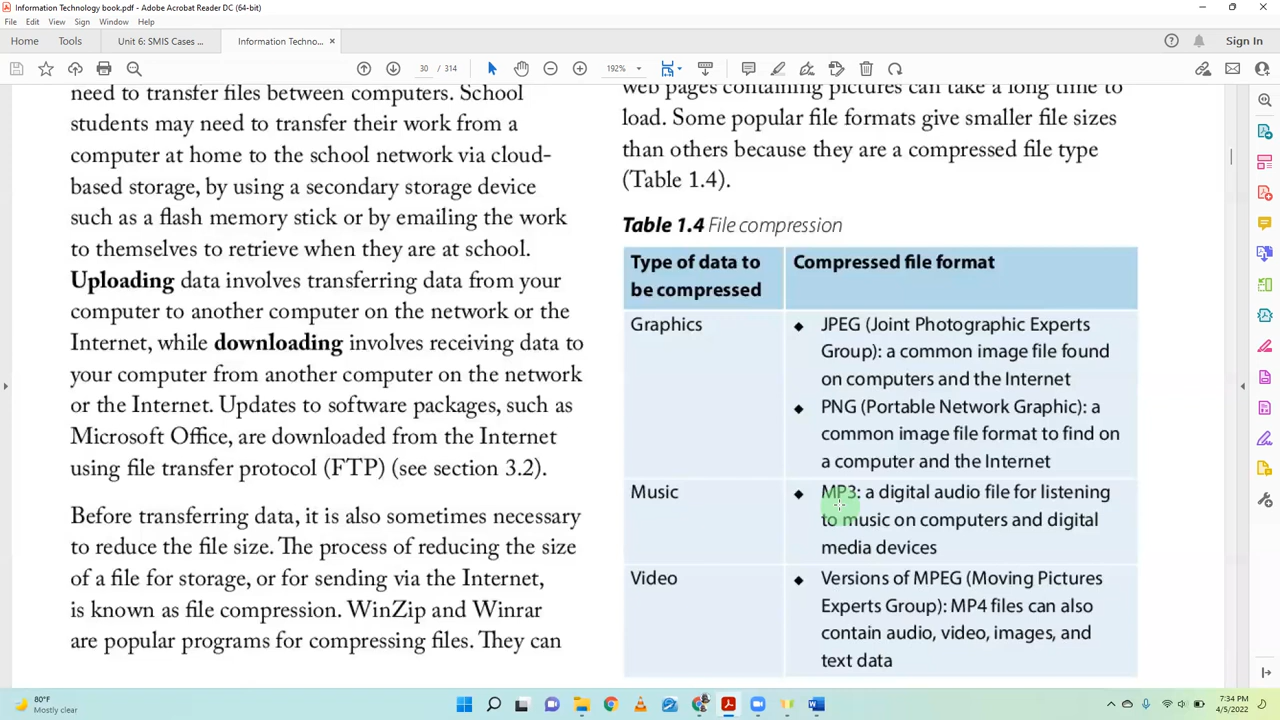 Information Technology book.pdf - Adobe Acrobat Reader DC (64-bit)
File Edit View Sign Window Help
Home Tools Unit 6: SMIS Cases ... Information Techno... × Sign In
30 / 314 192%
need to transfer files between computers. School
students may need to transfer their work from a
computer at home to the school network via cloud-
based storage, by using a secondary storage device
such as a flash memory stick or by emailing the work
to themselves to retrieve when they are at school.
Uploading data involves transferring data from your
computer to another computer on the network or the
Internet, while downloading involves receiving data to
your computer from another computer on the network
or the Internet. Updates to software packages, such as
Microsoft Office, are downloaded from the Internet
using file transfer protocol (FTP) (see section 3.2).
Before transferring data, it is also sometimes necessary
to reduce the file size. The process of reducing the size
of a file for storage, or for sending via the Internet,
is known as file compression. WinZip and Winrar
are popular programs for compressing files. They can
web pages containing pictures can take a long time to
load. Some popular file formats give smaller file sizes
than others because they are a compressed file type
(Table 1.4).
Table 1.4 File compression
Type of data to
be compressed
Compressed file format
Graphics
◆ JPEG (Joint Photographic Experts
Group): a common image file found
on computers and the Internet
◆ PNG (Portable Network Graphic): a
common image file format to find on
a computer and the Internet
Music
◆ MP3: a digital audio file for listening
to music on computers and digital
media devices
Video
◆ Versions of MPEG (Moving Pictures
Experts Group): MP4 files can also
contain audio, video, images, and
text data
80°F
Mostly clear
7:34 PM
4/5/2022